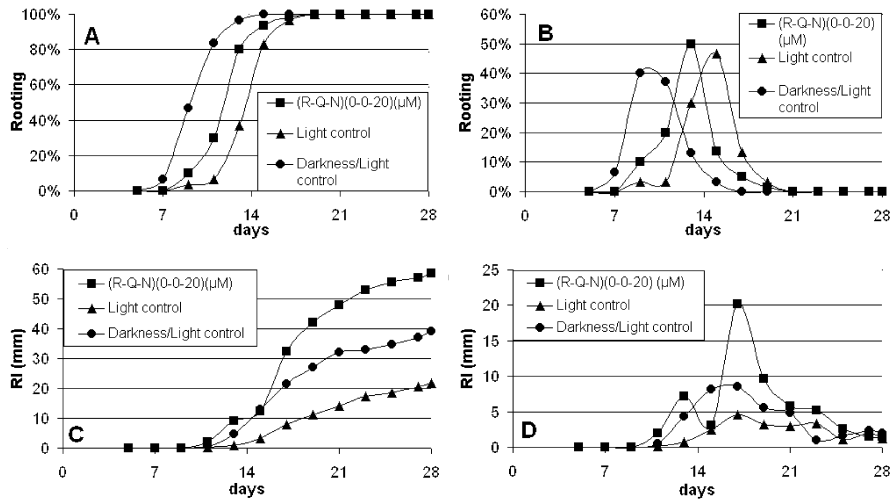 100%
80%
60%
40%
20%
0%
Rooting
A
(R-Q-N)(0-0-20)(µM)
Light control
Darkness/Light
control
0
7
14
21
28
days
60%
50%
40%
30%
20%
10%
0%
Rooting
B
(R-Q-N)(0-0-20)
(µM)
Light control
Darkness/Light
control
0
7
14
21
28
days
60
50
40
30
20
10
0
RI (mm)
C
(R-Q-N)(0-0-20)(µM)
Light control
Darkness/Light control
0
7
14
21
28
days
25
20
15
10
5
0
RI (mm)
D
(R-Q-N)(0-0-20) (µM)
Light control
Darkness/Light control
0
7
14
21
28
days